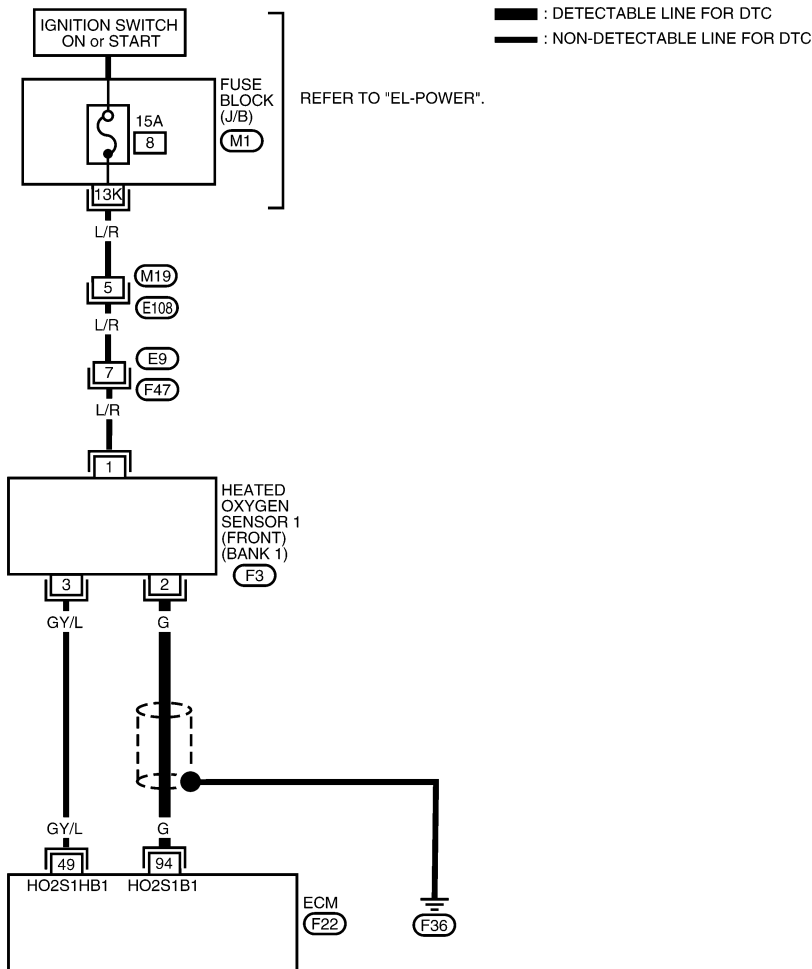 IGNITION SWITCH
ON or START
: DETECTABLE LINE FOR DTC
: NON-DETECTABLE LINE FOR DTC
FUSE
BLOCK
(J/B)
M1
REFER TO "EL-POWER".
15A
8
13K
L/R
5
M19
E108
L/R
7
E9
F47
L/R
1
HEATED
OXYGEN
SENSOR 1
(FRONT)
(BANK 1)
F3
3
2
GY/L
G
GY/L
G
49
94
HO2S1HB1
HO2S1B1
ECM
F22
F36